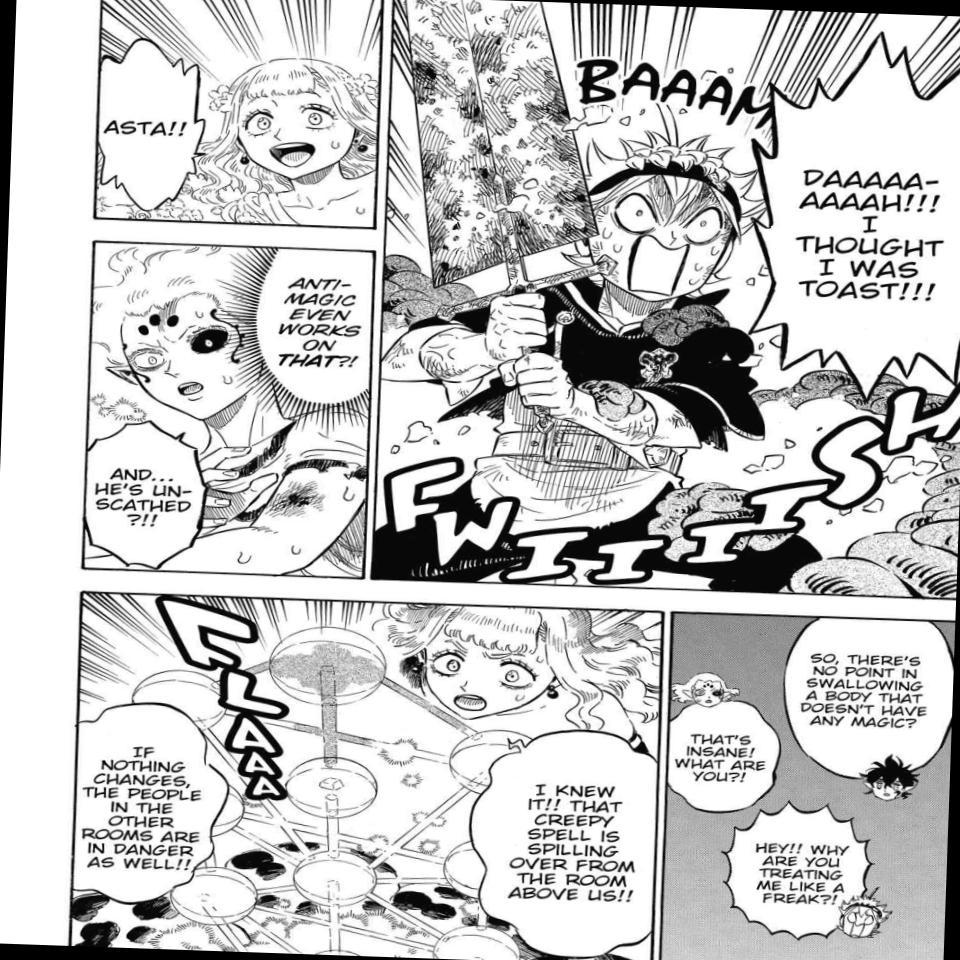 BAAAM
DAAAAA-
AAAAAH!!!
I
THOUGHT
I WAS
TOAST!!!
FWIIIISH
ASTA!!
ANTI-
MAGIC
EVEN
WORKS
ON
THAT?!
AND...
HE'S UN-
SCATHED
?!!
SO, THERE'S
NO POINT IN
SWALLOWING
A BODY THAT
DOESN'T HAVE
ANY MAGIC?
THAT'S
INSANE!
WHAT ARE
YOU?!
HEY!! WHY
ARE YOU
TREATING
ME LIKE A
FREAK?!
FLAAA
I KNEW
IT!! THAT
CREEPY
SPELL IS
SPILLING
OVER FROM
THE ROOM
ABOVE US!!
IF
NOTHING
CHANGES,
THE PEOPLE
IN THE
OTHER
ROOMS ARE
IN DANGER
AS WELL!!